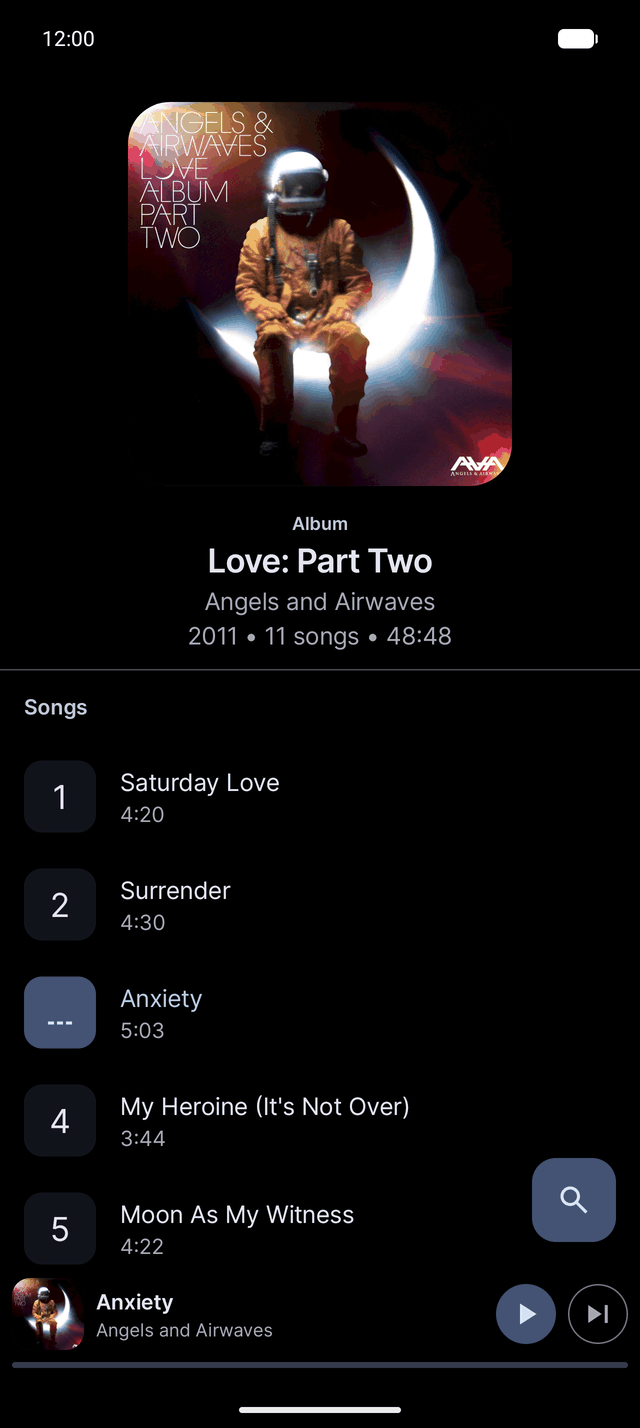 12:00
ANGELS &
AIRWAVES
LOVE
ALBUM
PART
TWO
AVA
ANGELS & AIRWAVES
Album
Love: Part Two
Angels and Airwaves
2011 • 11 songs • 48:48
Songs
1
Saturday Love
4:20
2
Surrender
4:30
Anxiety
5:03
4
My Heroine (It's Not Over)
3:44
5
Moon As My Witness
4:22
Anxiety
Angels and Airwaves